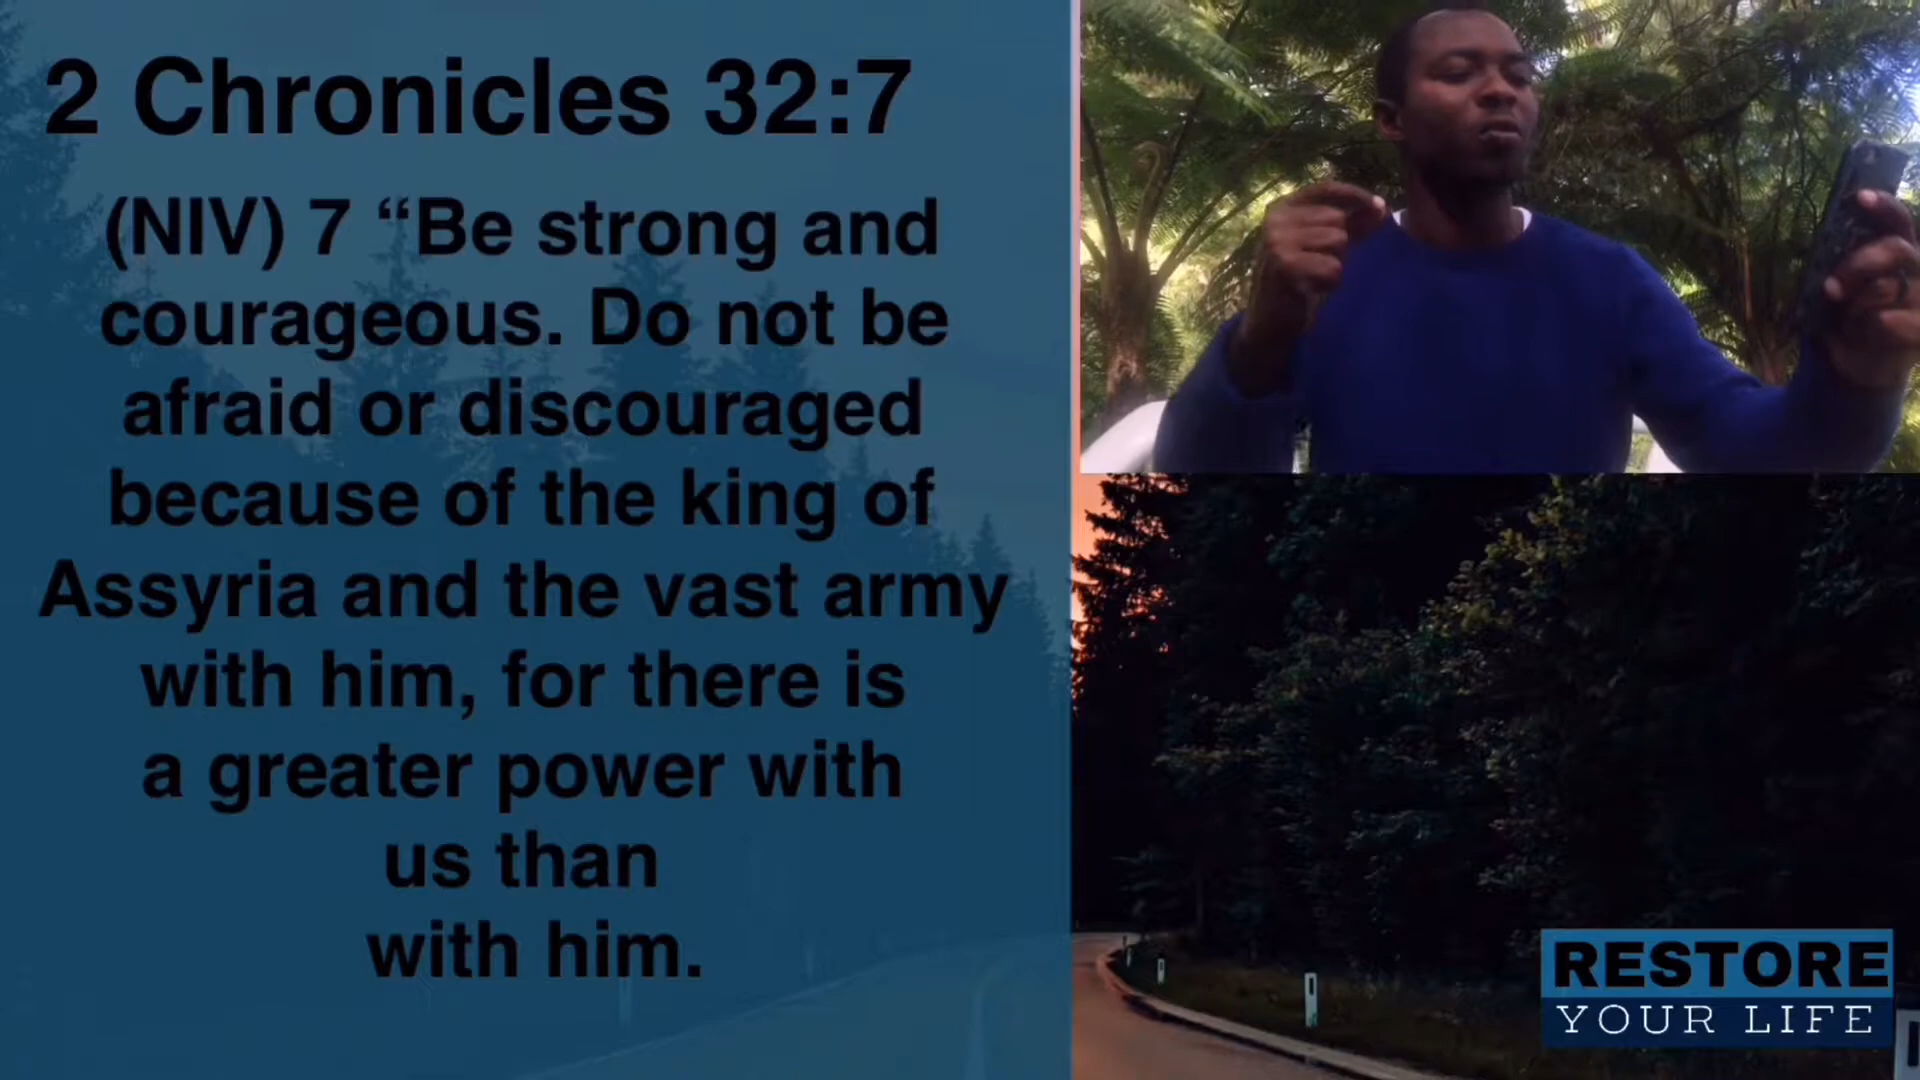 2 Chronicles 32:7
(NIV) 7 “Be strong and
courageous. Do not be
afraid or discouraged
because of the king of
Assyria and the vast army
with him, for there is
a greater power with
us than
with him.
RESTORE
YOUR LIFE